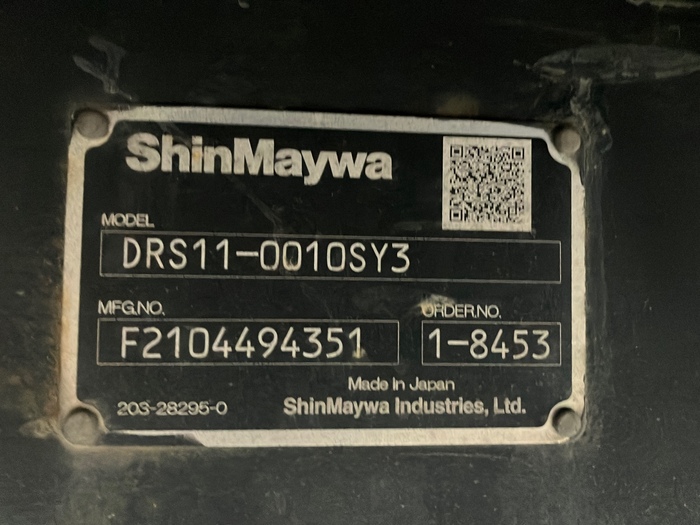 ShinMaywa
MODEL
DRS11-0010SY3
MFG.NO.
ORDER.NO.
F2104494351
1-8453
Made In Japan
203-28295-0
ShinMaywa Industries, Ltd.